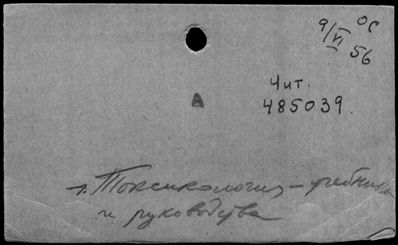 9/VI 56
ОС
Чит.
485039.
А
1. Токсикология – учебники
и руководства